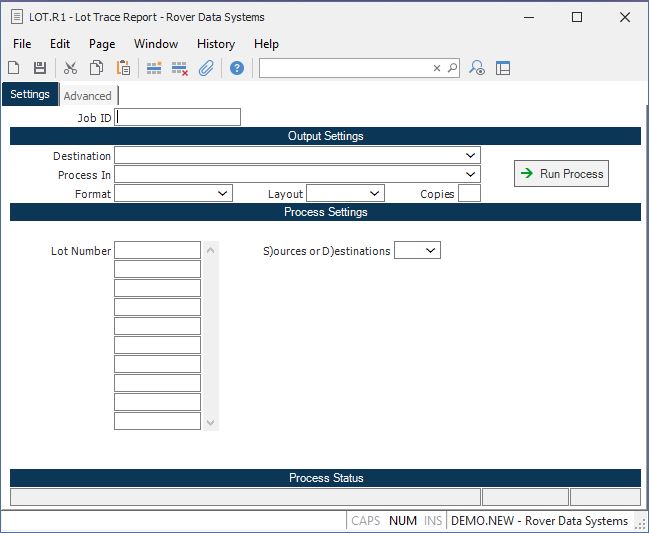 LOT.R1 - Lot Trace Report - Rover Data Systems
File Edit Page Window History Help
Settings Advanced
Job ID
Output Settings
Destination
Process In
Run Process
Format Layout Copies
Process Settings
Lot Number S)ources or D)estinations
Process Status
CAPS NUM INS DEMO.NEW - Rover Data Systems